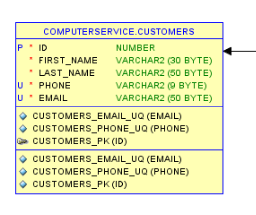 COMPUTERSERVICE.CUSTOMERS
P * ID NUMBER
* FIRST_NAME VARCHAR2 (30 BYTE)
* LAST_NAME VARCHAR2 (50 BYTE)
U * PHONE VARCHAR2 (9 BYTE)
U * EMAIL VARCHAR2 (50 BYTE)
CUSTOMERS_EMAIL_UQ (EMAIL)
CUSTOMERS_PHONE_UQ (PHONE)
CUSTOMERS_PK (ID)
CUSTOMERS_EMAIL_UQ (EMAIL)
CUSTOMERS_PHONE_UQ (PHONE)
CUSTOMERS_PK (ID)